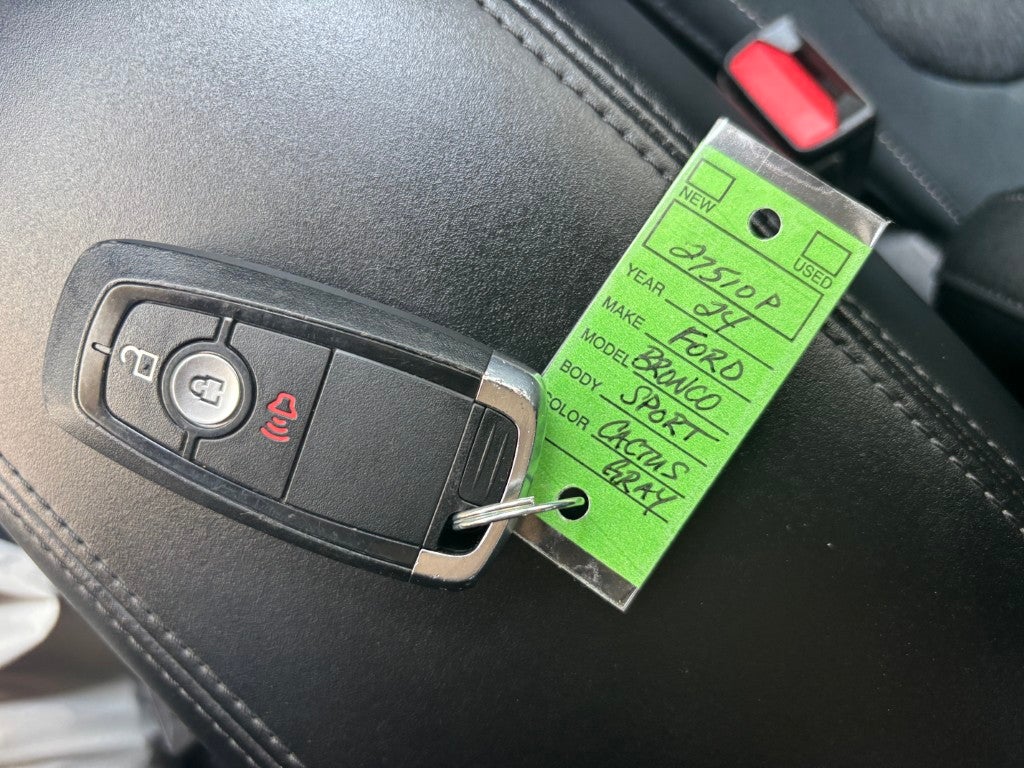 NEW
USED
27510P
YEAR 24
MAKE FORD
MODEL BRONCO
BODY SPORT
COLOR CACTUS
GRAY